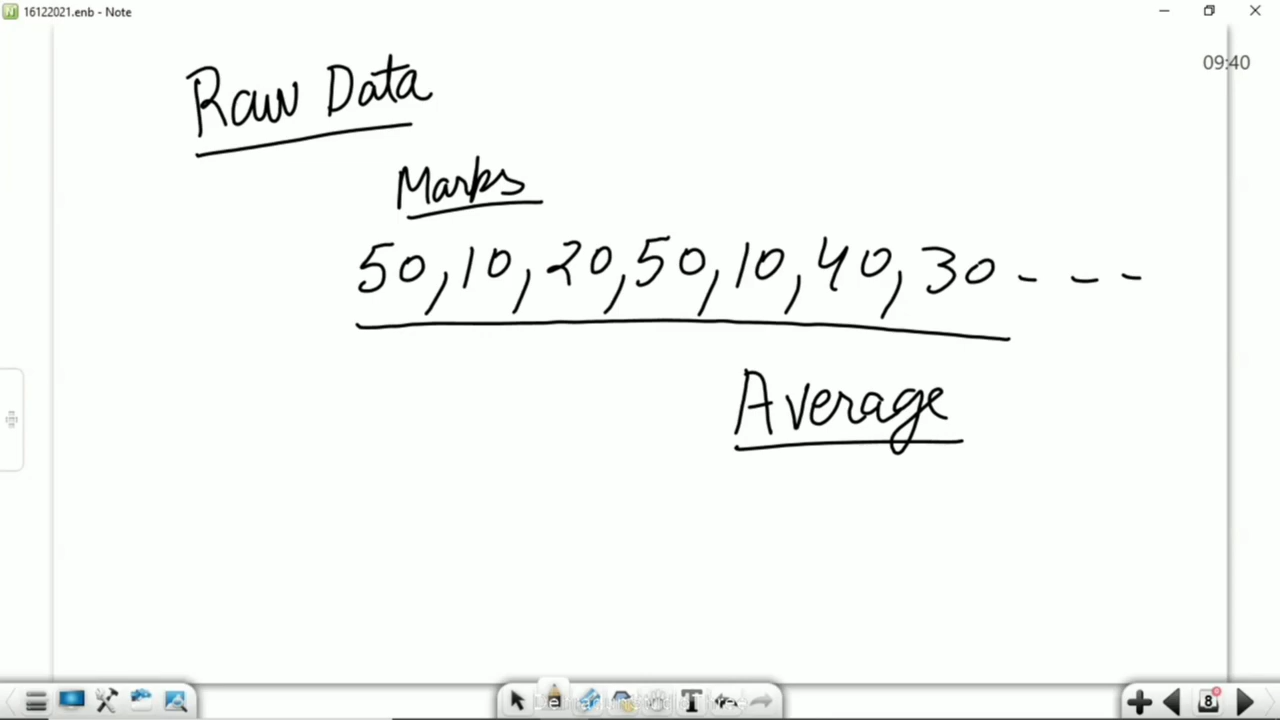 16122021.enb - Note
09:40
Raw Data
Marks
50, 10, 20, 50, 10, 40, 30 - - -
Average
8